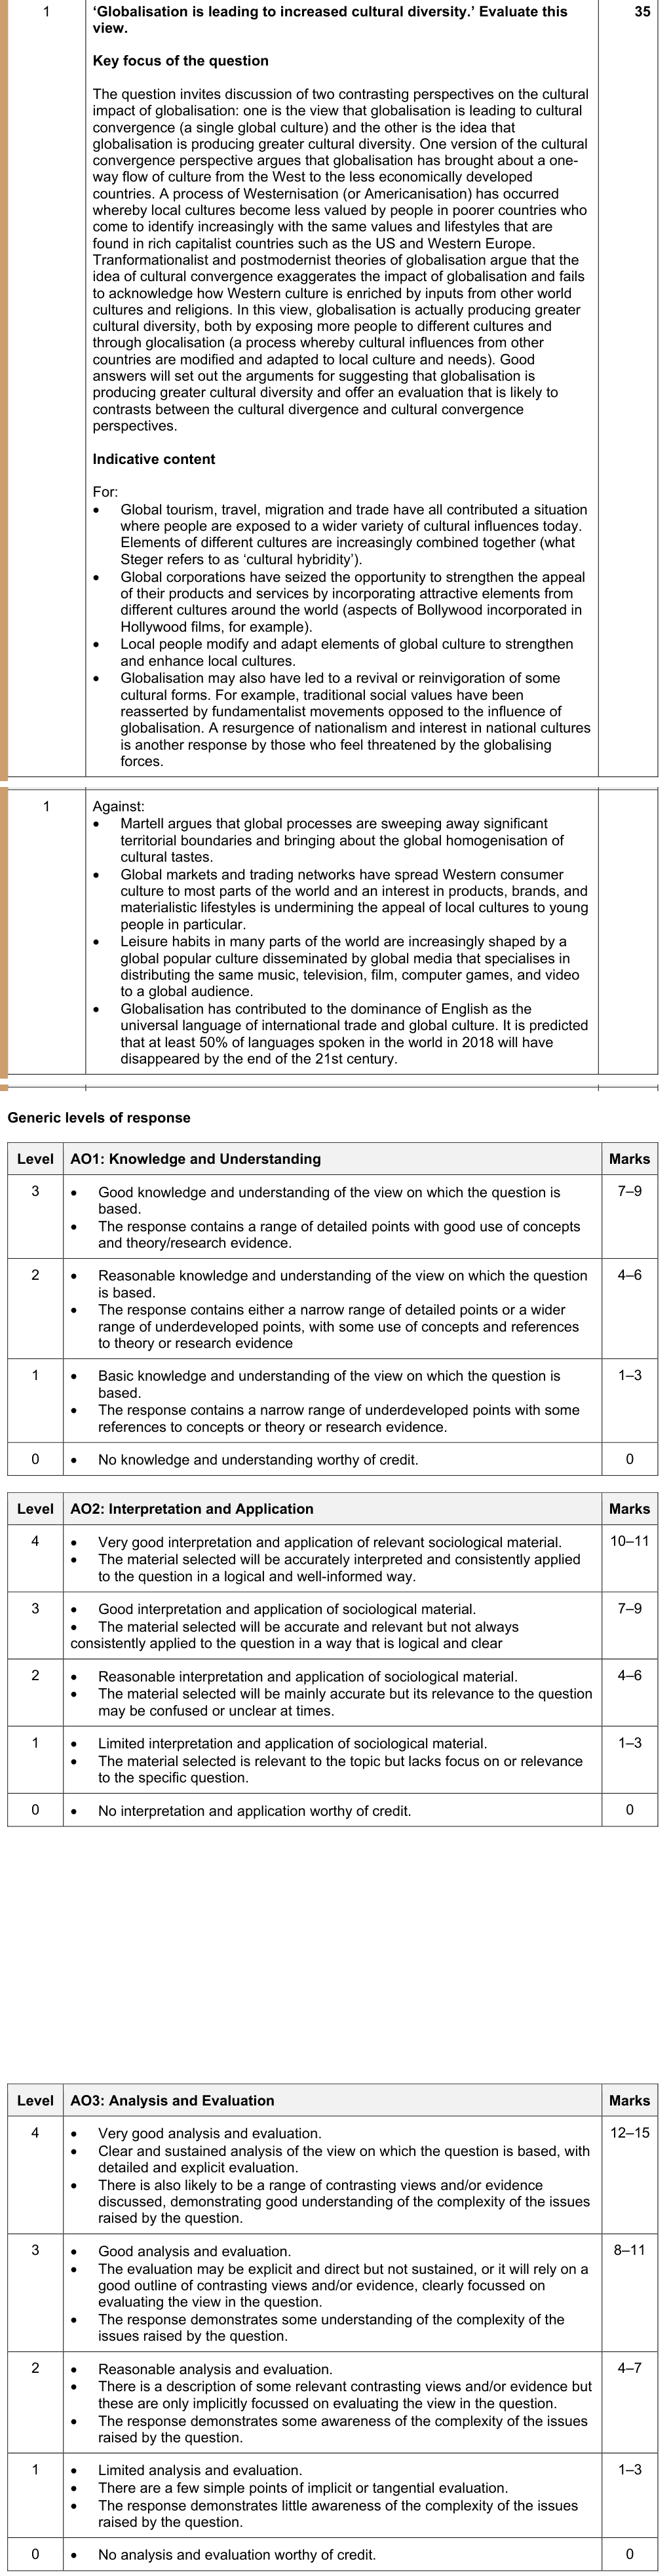 1
‘Globalisation is leading to increased cultural diversity.’ Evaluate this
view.
35
Key focus of the question
The question invites discussion of two contrasting perspectives on the cultural
impact of globalisation: one is the view that globalisation is leading to cultural
convergence (a single global culture) and the other is the idea that
globalisation is producing greater cultural diversity. One version of the cultural
convergence perspective argues that globalisation has brought about a one-
way flow of culture from the West to the less economically developed
countries. A process of Westernisation (or Americanisation) has occurred
whereby local cultures become less valued by people in poorer countries who
come to identify increasingly with the same values and lifestyles that are
found in rich capitalist countries such as the US and Western Europe.
Tranformationalist and postmodernist theories of globalisation argue that the
idea of cultural convergence exaggerates the impact of globalisation and fails
to acknowledge how Western culture is enriched by inputs from other world
cultures and religions. In this view, globalisation is actually producing greater
cultural diversity, both by exposing more people to different cultures and
through glocalisation (a process whereby cultural influences from other
countries are modified and adapted to local culture and needs). Good
answers will set out the arguments for suggesting that globalisation is
producing greater cultural diversity and offer an evaluation that is likely to
contrasts between the cultural divergence and cultural convergence
perspectives.
Indicative content
For:
• Global tourism, travel, migration and trade have all contributed a situation
where people are exposed to a wider variety of cultural influences today.
Elements of different cultures are increasingly combined together (what
Steger refers to as ‘cultural hybridity’).
• Global corporations have seized the opportunity to strengthen the appeal
of their products and services by incorporating attractive elements from
different cultures around the world (aspects of Bollywood incorporated in
Hollywood films, for example).
• Local people modify and adapt elements of global culture to strengthen
and enhance local cultures.
• Globalisation may also have led to a revival or reinvigoration of some
cultural forms. For example, traditional social values have been
reasserted by fundamentalist movements opposed to the influence of
globalisation. A resurgence of nationalism and interest in national cultures
is another response by those who feel threatened by the globalising
forces.
1
Against:
• Martell argues that global processes are sweeping away significant
territorial boundaries and bringing about the global homogenisation of
cultural tastes.
• Global markets and trading networks have spread Western consumer
culture to most parts of the world and an interest in products, brands, and
materialistic lifestyles is undermining the appeal of local cultures to young
people in particular.
• Leisure habits in many parts of the world are increasingly shaped by a
global popular culture disseminated by global media that specialises in
distributing the same music, television, film, computer games, and video
to a global audience.
• Globalisation has contributed to the dominance of English as the
universal language of international trade and global culture. It is predicted
that at least 50% of languages spoken in the world in 2018 will have
disappeared by the end of the 21st century.
Generic levels of response
Level AO1: Knowledge and Understanding Marks
3 • Good knowledge and understanding of the view on which the question is 7–9
based.
• The response contains a range of detailed points with good use of concepts
and theory/research evidence.
2 • Reasonable knowledge and understanding of the view on which the question 4–6
is based.
• The response contains either a narrow range of detailed points or a wider
range of underdeveloped points, with some use of concepts and references
to theory or research evidence
1 • Basic knowledge and understanding of the view on which the question is 1–3
based.
• The response contains a narrow range of underdeveloped points with some
references to concepts or theory or research evidence.
0 • No knowledge and understanding worthy of credit. 0
Level AO2: Interpretation and Application Marks
4 • Very good interpretation and application of relevant sociological material. 10–11
• The material selected will be accurately interpreted and consistently applied
to the question in a logical and well-informed way.
3 • Good interpretation and application of sociological material. 7–9
• The material selected will be accurate and relevant but not always
consistently applied to the question in a way that is logical and clear
2 • Reasonable interpretation and application of sociological material. 4–6
• The material selected will be mainly accurate but its relevance to the question
may be confused or unclear at times.
1 • Limited interpretation and application of sociological material. 1–3
• The material selected is relevant to the topic but lacks focus on or relevance
to the specific question.
0 • No interpretation and application worthy of credit. 0
Level AO3: Analysis and Evaluation Marks
4 • Very good analysis and evaluation. 12–15
• Clear and sustained analysis of the view on which the question is based, with
detailed and explicit evaluation.
• There is also likely to be a range of contrasting views and/or evidence
discussed, demonstrating good understanding of the complexity of the issues
raised by the question.
3 • Good analysis and evaluation. 8–11
• The evaluation may be explicit and direct but not sustained, or it will rely on a
good outline of contrasting views and/or evidence, clearly focussed on
evaluating the view in the question.
• The response demonstrates some understanding of the complexity of the
issues raised by the question.
2 • Reasonable analysis and evaluation. 4–7
• There is a description of some relevant contrasting views and/or evidence but
these are only implicitly focussed on evaluating the view in the question.
• The response demonstrates some awareness of the complexity of the issues
raised by the question.
1 • Limited analysis and evaluation. 1–3
• There are a few simple points of implicit or tangential evaluation.
• The response demonstrates little awareness of the complexity of the issues
raised by the question.
0 • No analysis and evaluation worthy of credit. 0